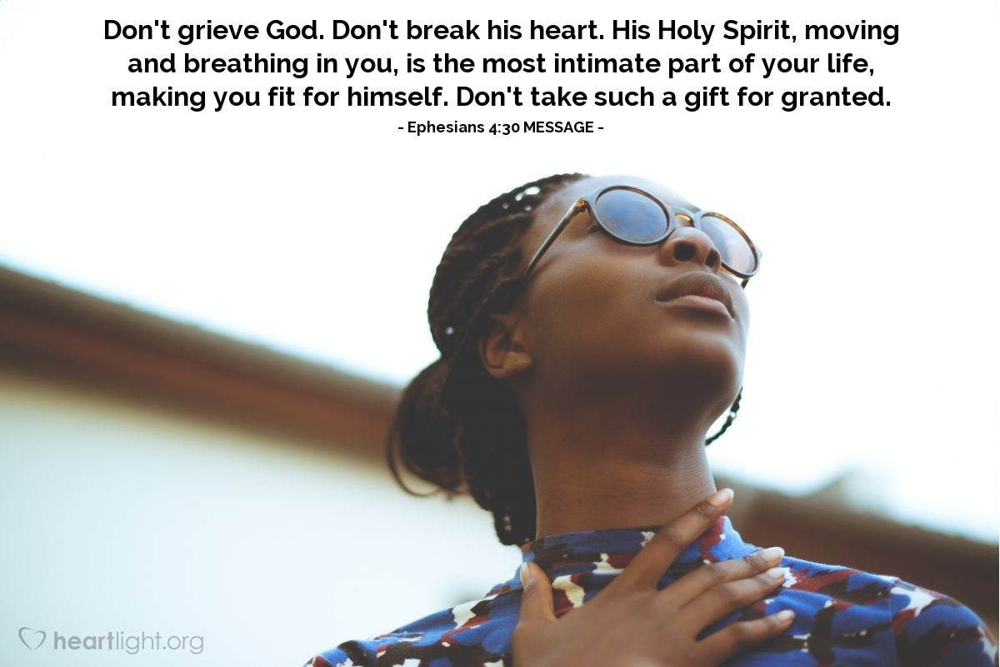 Don't grieve God. Don't break his heart. His Holy Spirit, moving
and breathing in you, is the most intimate part of your life,
making you fit for himself. Don't take such a gift for granted.
- Ephesians 4:30 MESSAGE -
heartlight.org